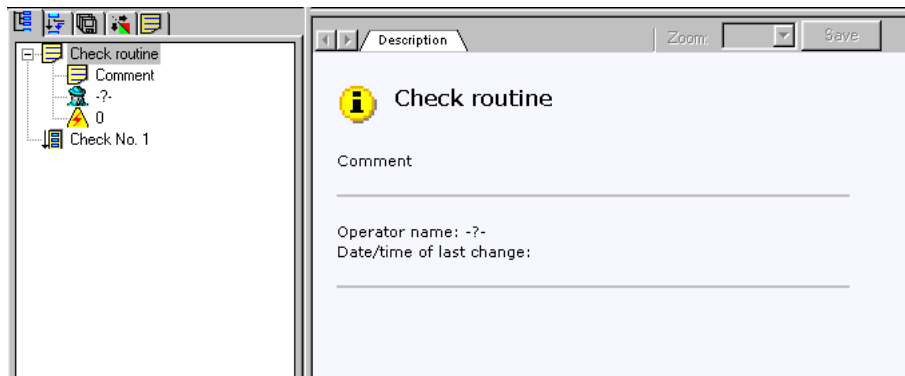 Check routine
Comment
-?-
0
Check No. 1
Description
Zoom:
Save
Check routine
Comment
Operator name: -?-
Date/time of last change: